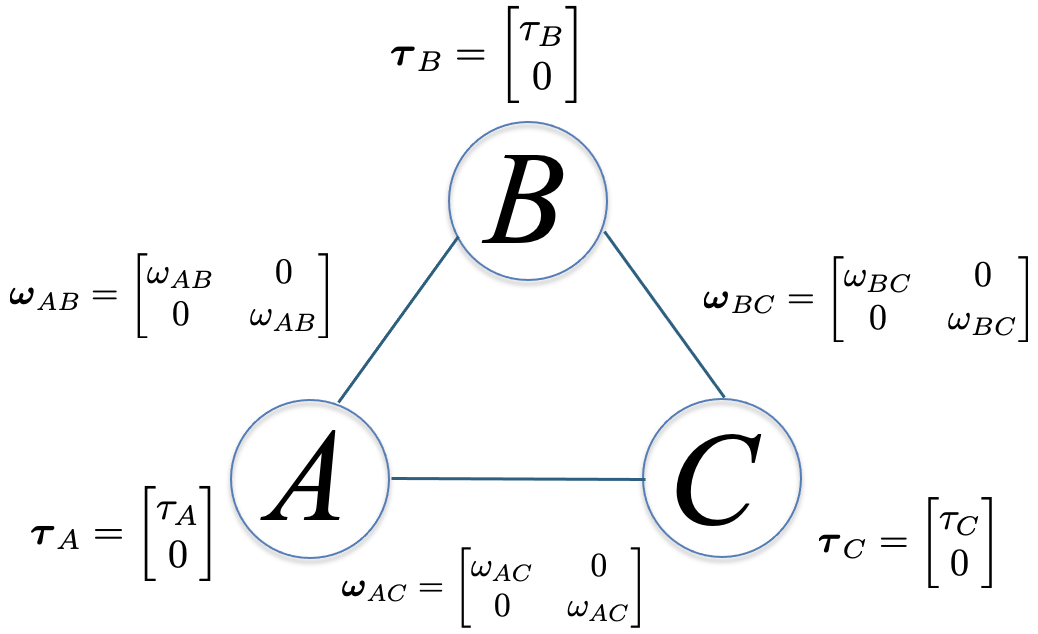 𝝉_B = [τ_B; 0]
B
𝝎_AB = [ω_AB 0; 0 ω_AB]
𝝎_BC = [ω_BC 0; 0 ω_BC]
A
C
𝝉_A = [τ_A; 0]
𝝉_C = [τ_C; 0]
𝝎_AC = [ω_AC 0; 0 ω_AC]